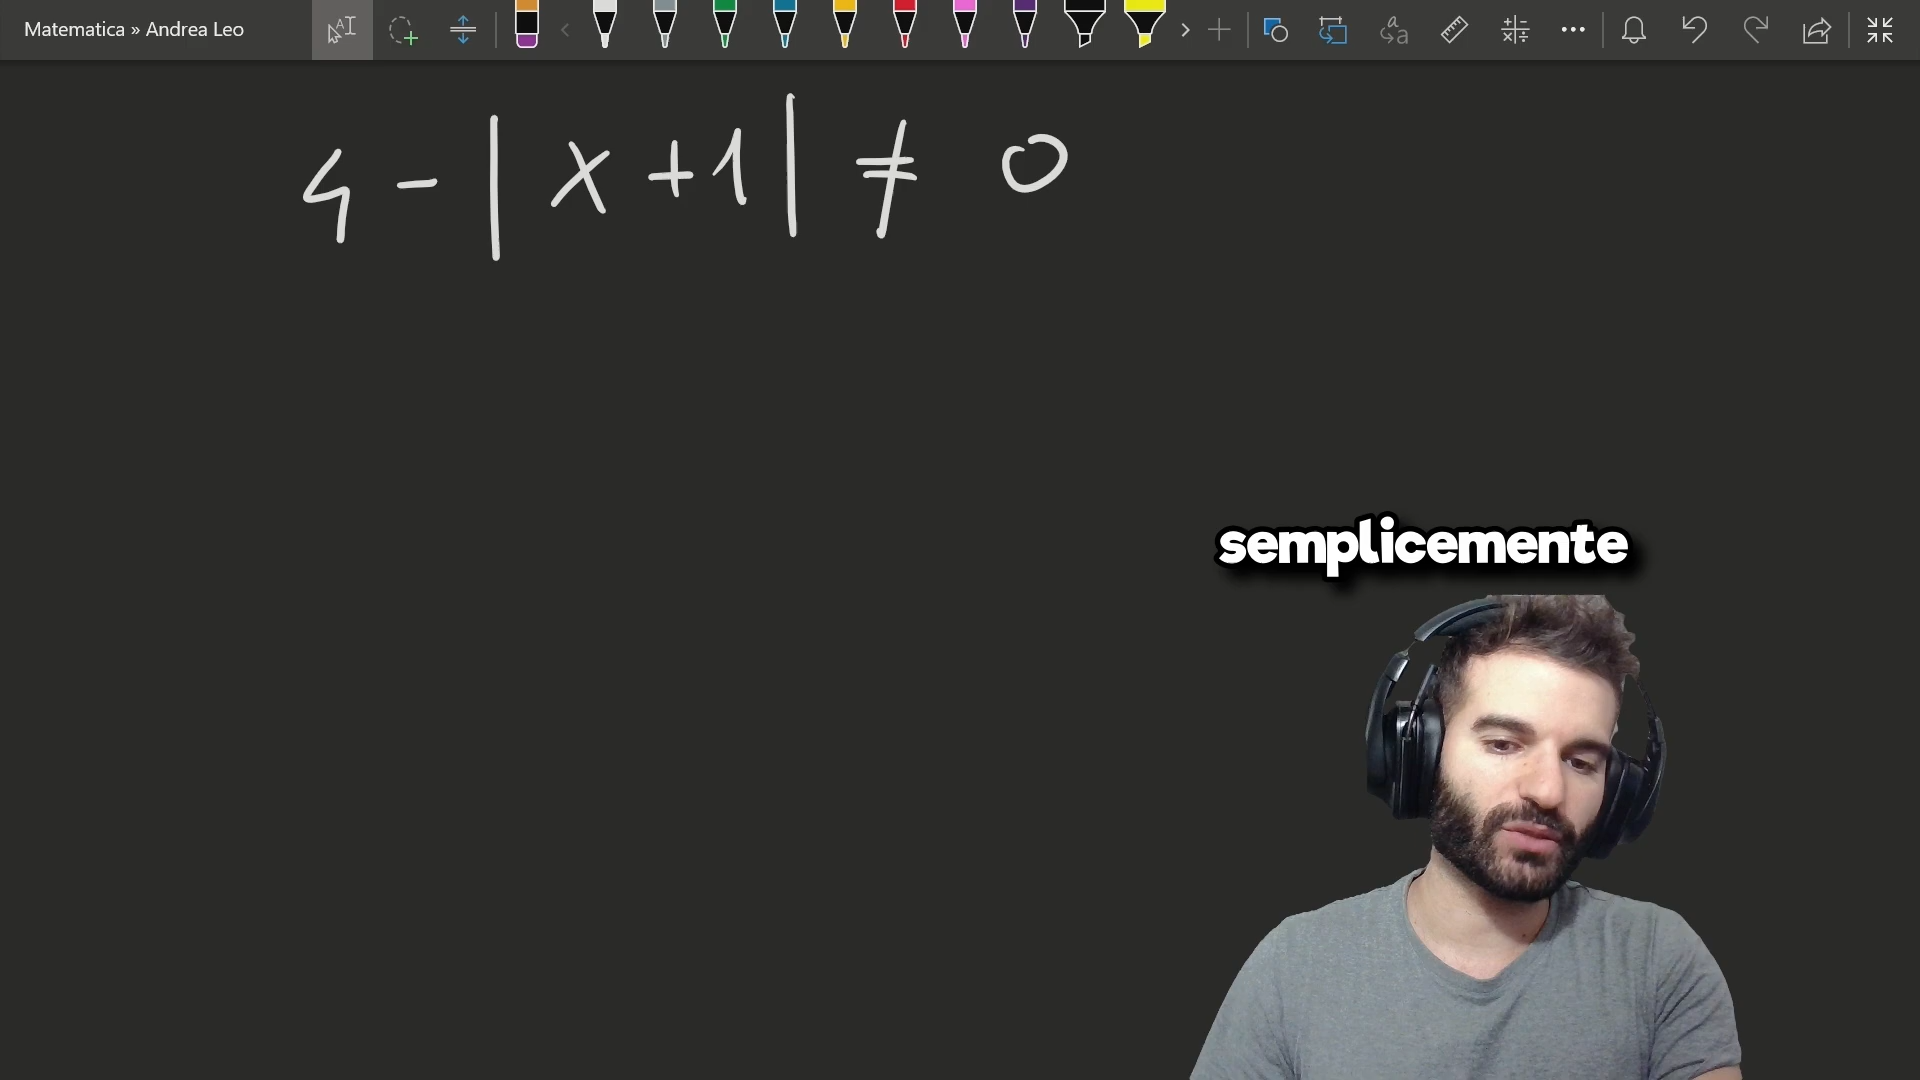 Matematica » Andrea Leo
4 - | x + 1 | ≠ 0
semplicemente